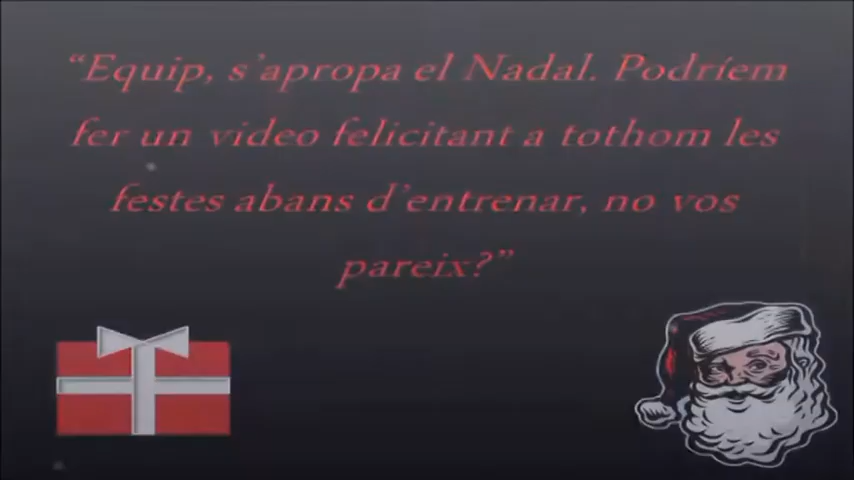 “Equip, s’apropa el Nadal. Podríem
fer un video felicitant a tothom les
festes abans d’entrenar, no vos
pareix?”